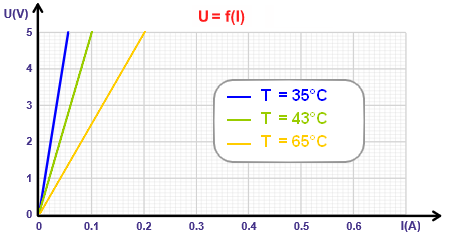 U(V)
U = f(I)
5
4
3
2
1
0
T = 35°C
T = 43°C
T = 65°C
0 0.1 0.2 0.3 0.4 0.5 0.6 I(A)